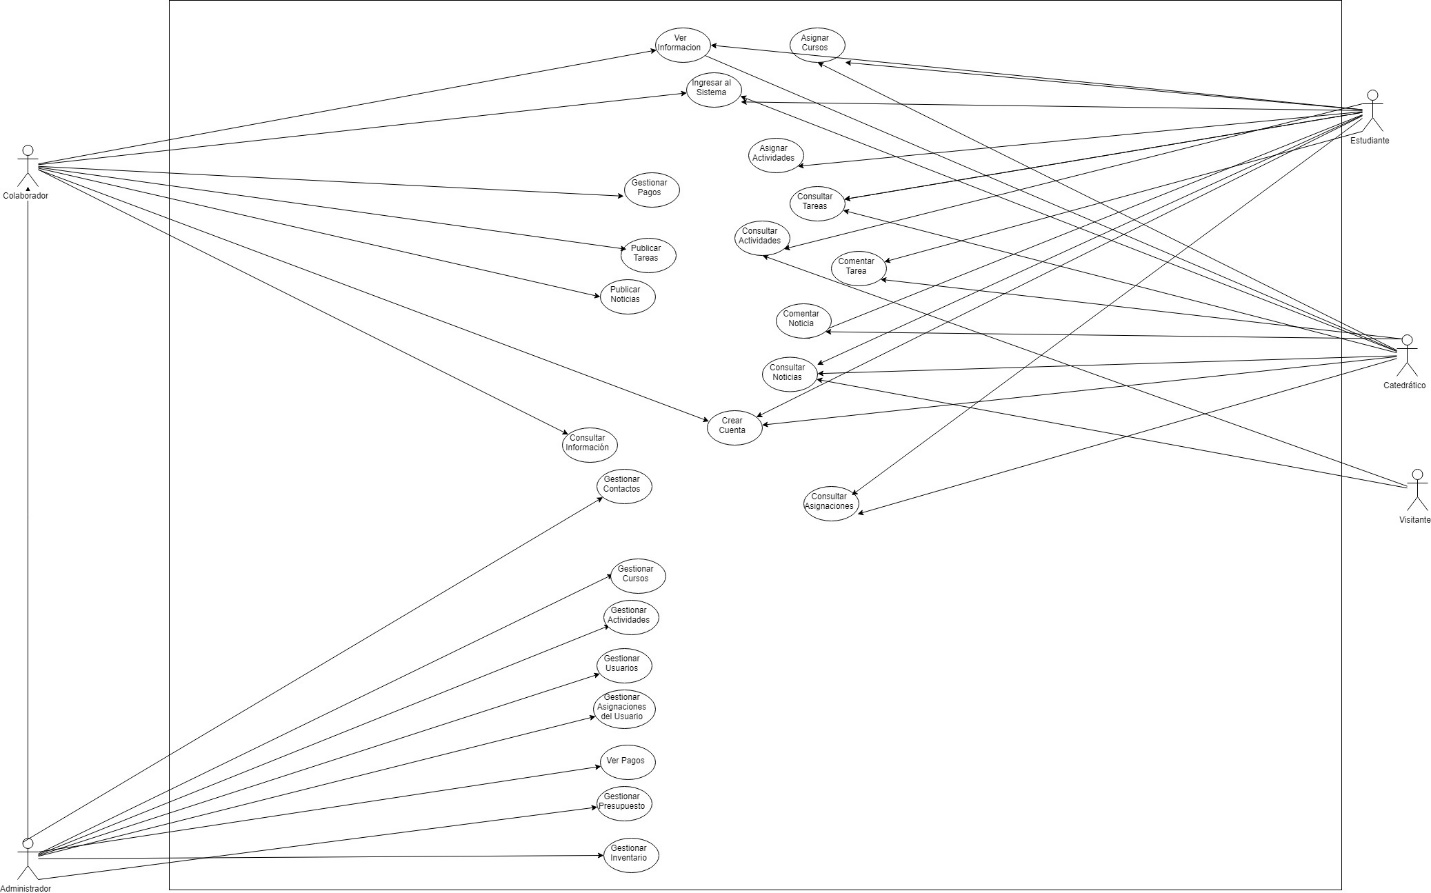 Ver
Informacion
Asignar
Cursos
Ingresar al
Sistema
Estudiante
Asignar
Actividades
Colaborador
Gestionar
Pagos
Consultar
Tareas
Consultar
Actividades
Publicar
Tareas
Comentar
Tarea
Publicar
Noticias
Comentar
Noticia
Consultar
Noticias
Catedrático
Crear
Cuenta
Consultar
Información
Gestionar
Contactos
Consultar
Asignaciones
Visitante
Gestionar
Cursos
Gestionar
Actividades
Gestionar
Usuarios
Gestionar
Asignaciones
del Usuario
Ver Pagos
Gestionar
Presupuesto
Gestionar
Inventario
Administrador